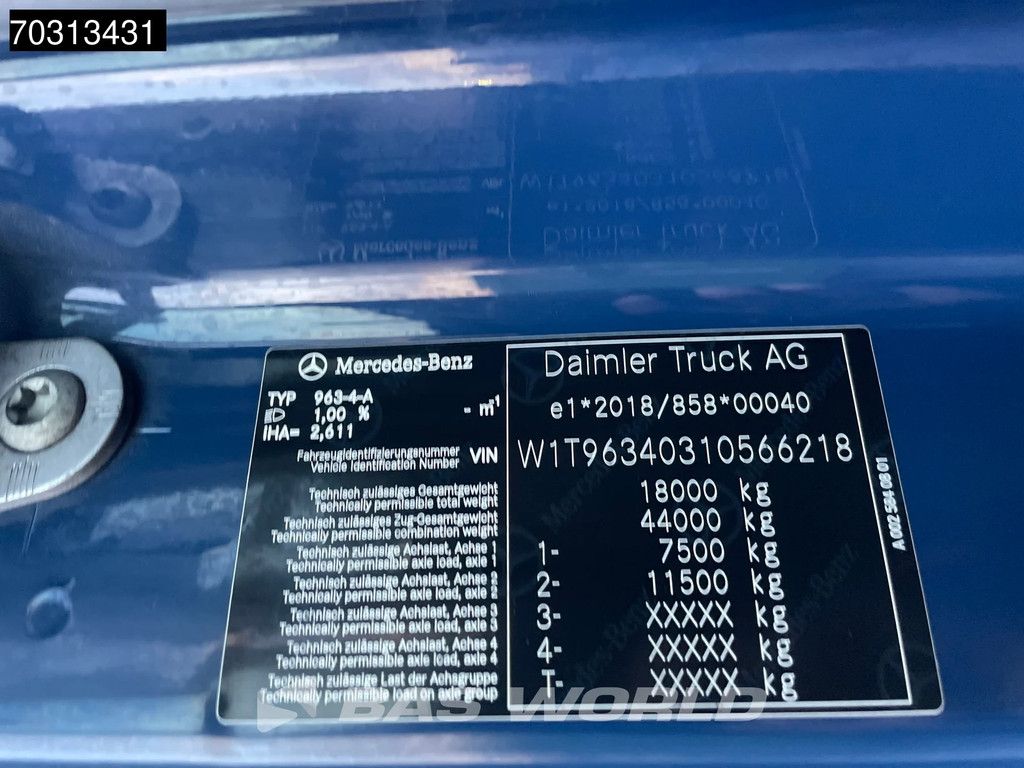 70313431
Mercedes-Benz
TYP 963-4-A
1,00 % - m-1
IHA= 2,611
Fahrzeugidentifizierungsnummer
Vehicle Identification Number VIN
Technisch zulässiges Gesamtgewicht
Technically permissible total weight
Technisch zulässiges Zug-Gesamtgewicht
Technically permissible combination weight
Technisch zulässige Achslast, Achse 1
Technically permissible axle load, axle 1
Technisch zulässige Achslast, Achse 2
Technically permissible axle load, axle 2
Technisch zulässige Achslast, Achse 3
Technically permissible axle load, axle 3
Technisch zulässige Achslast, Achse 4
Technically permissible axle load, axle 4
Technisch zulässige Last der Achsgruppe
Technically permissible load on axle group
Daimler Truck AG
e1*2018/858*00040
W1T96340310566218
18000 kg
44000 kg
1- 7500 kg
2- 11500 kg
3- XXXXX kg
4- XXXXX kg
T- XXXXX kg
A 002 584 08 01
BAS WORLD